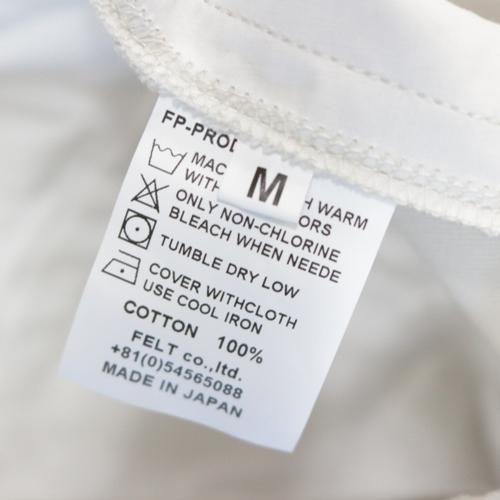 FP-PROD
M
MAC H WARM
WITH ORS
ONLY NON-CHLORINE
BLEACH WHEN NEEDE
TUMBLE DRY LOW
COVER WITHCLOTH
USE COOL IRON
COTTON 100%
FELT co.,ltd.
+81(0)54565088
MADE IN JAPAN